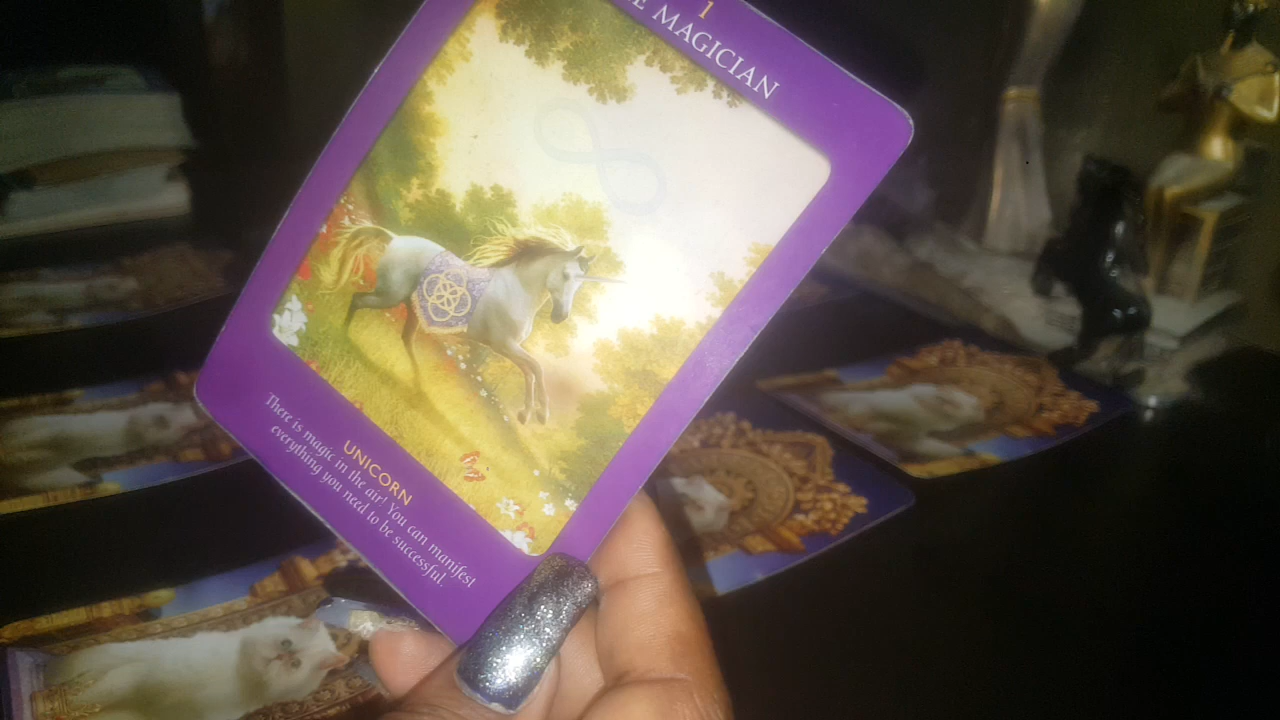 1
MAGICIAN
UNICORN
There is magic in the air! You can manifest
everything you need to be successful.